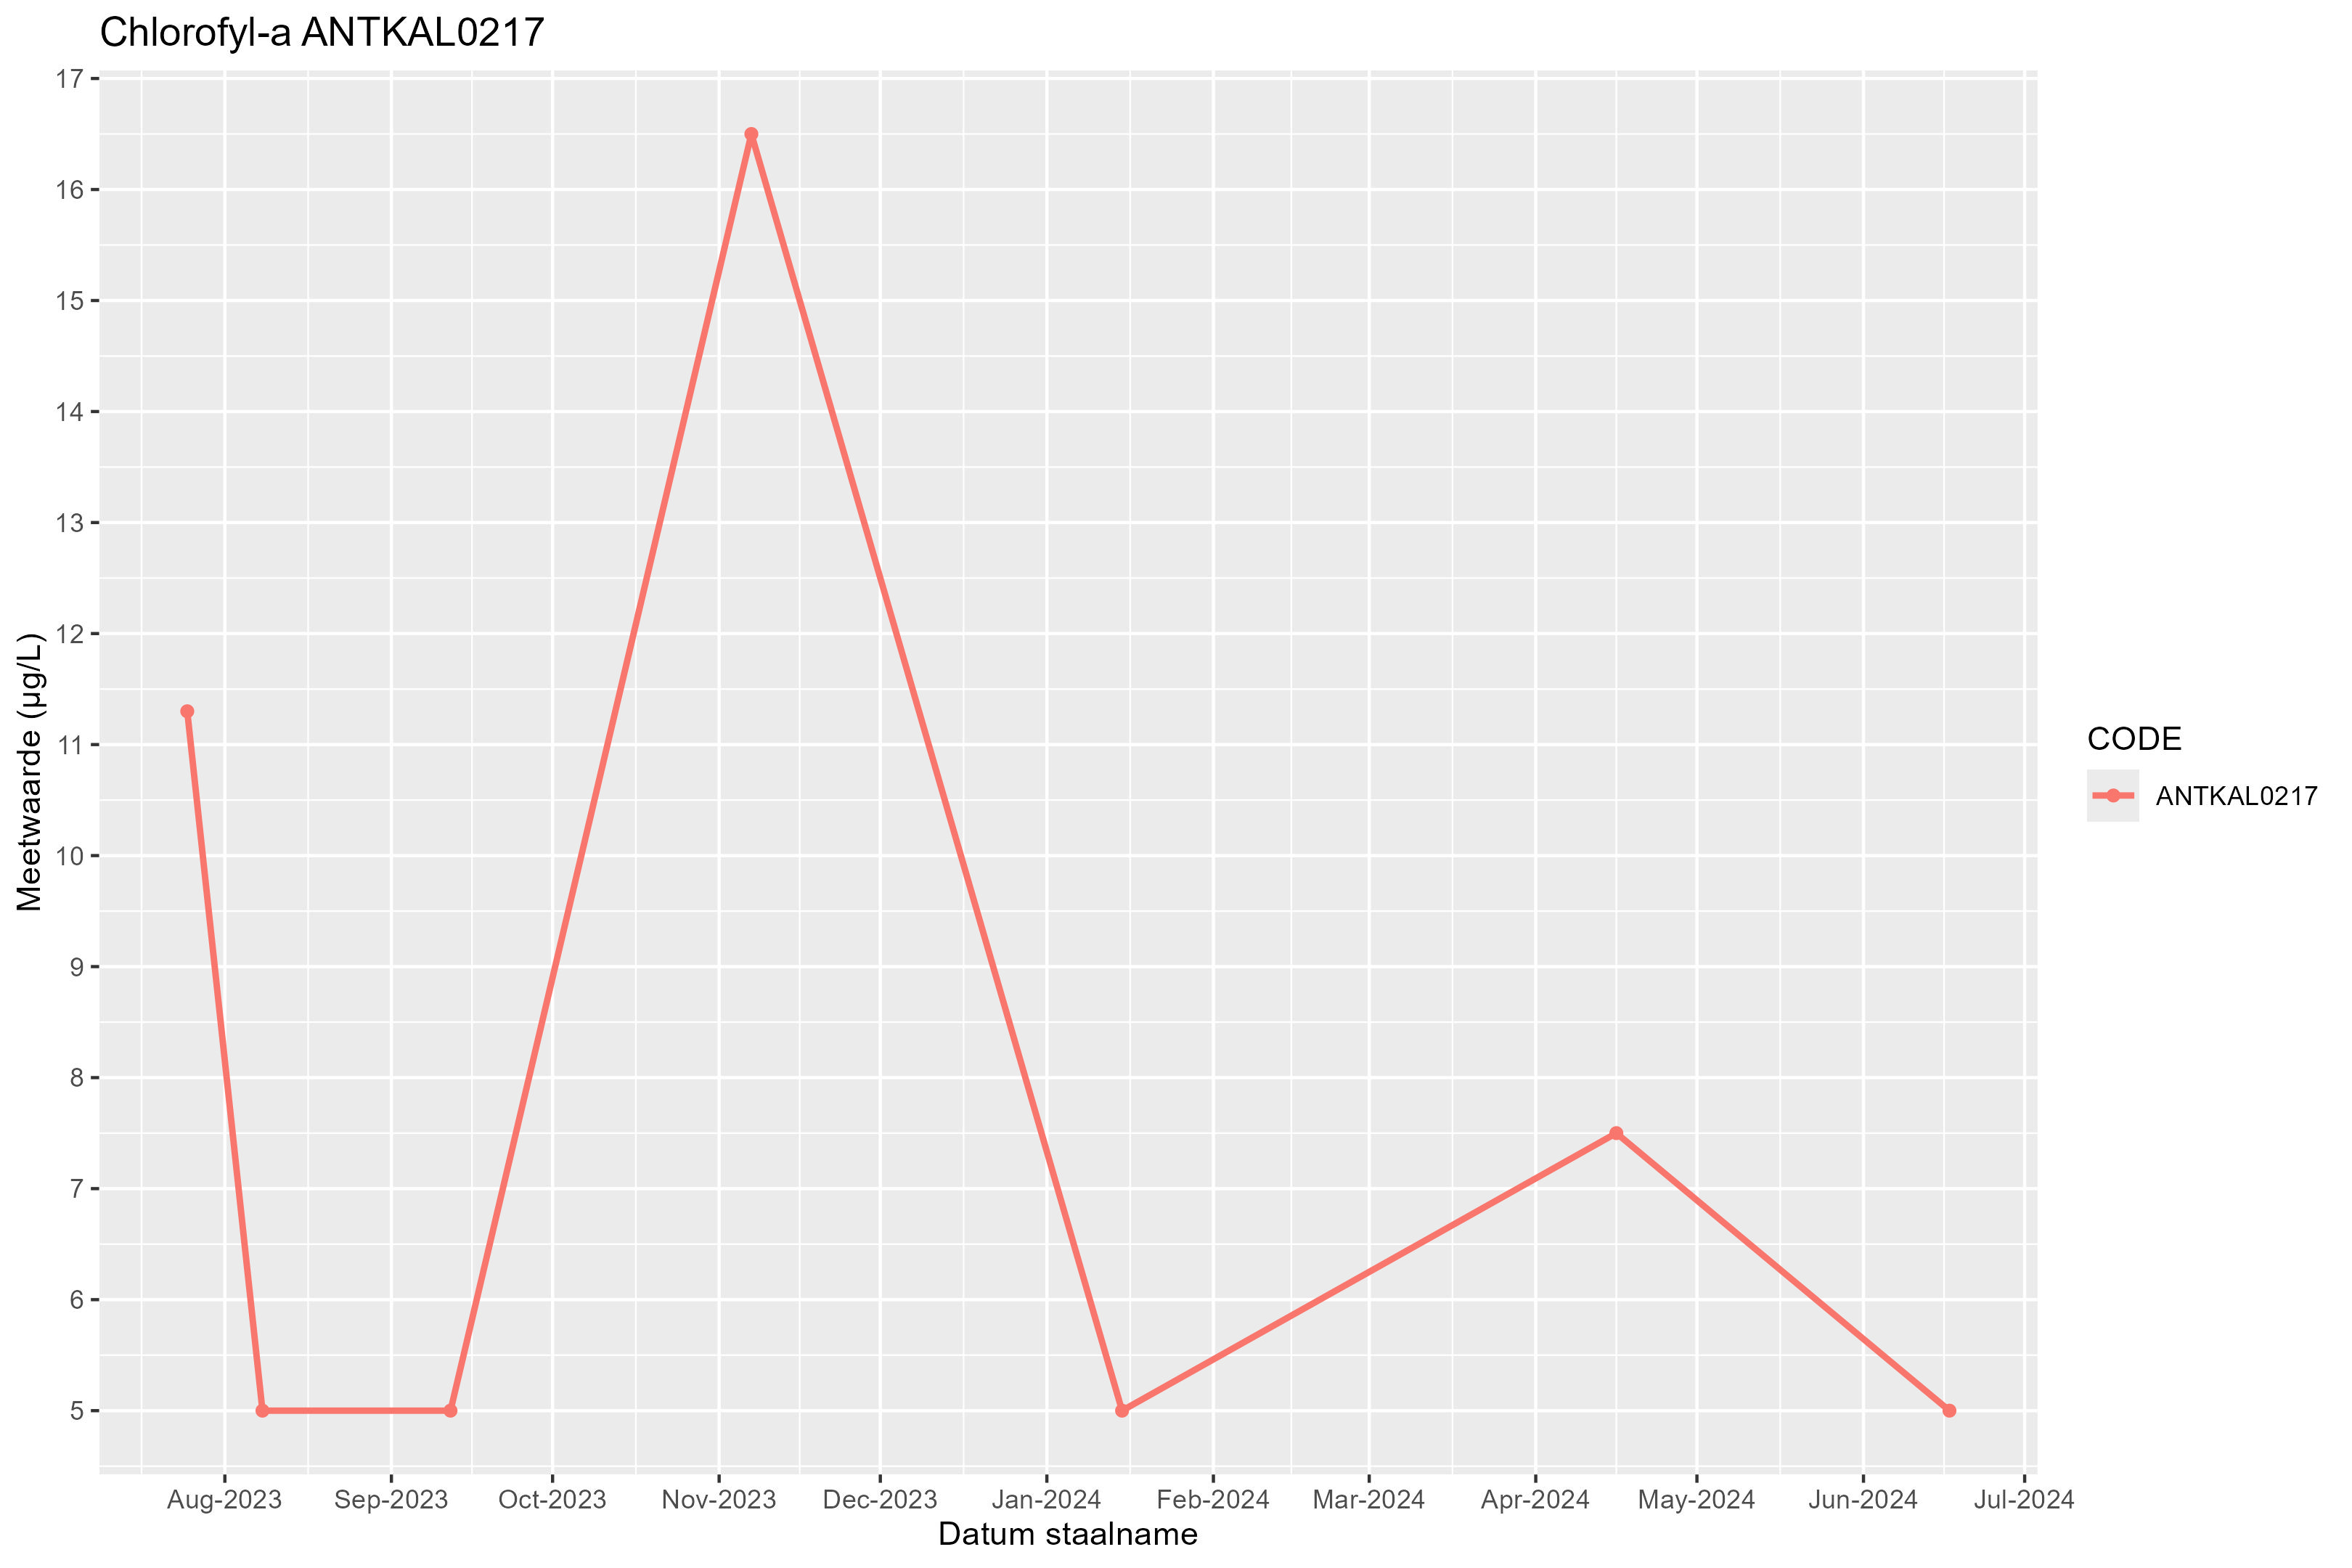 Chlorofyl-a ANTKAL0217
17
16
15
14
13
12
11
10
9
8
7
6
5
Meetwaarde (µg/L)
Aug-2023 Sep-2023 Oct-2023 Nov-2023 Dec-2023 Jan-2024 Feb-2024 Mar-2024 Apr-2024 May-2024 Jun-2024 Jul-2024
Datum staalname
CODE
ANTKAL0217